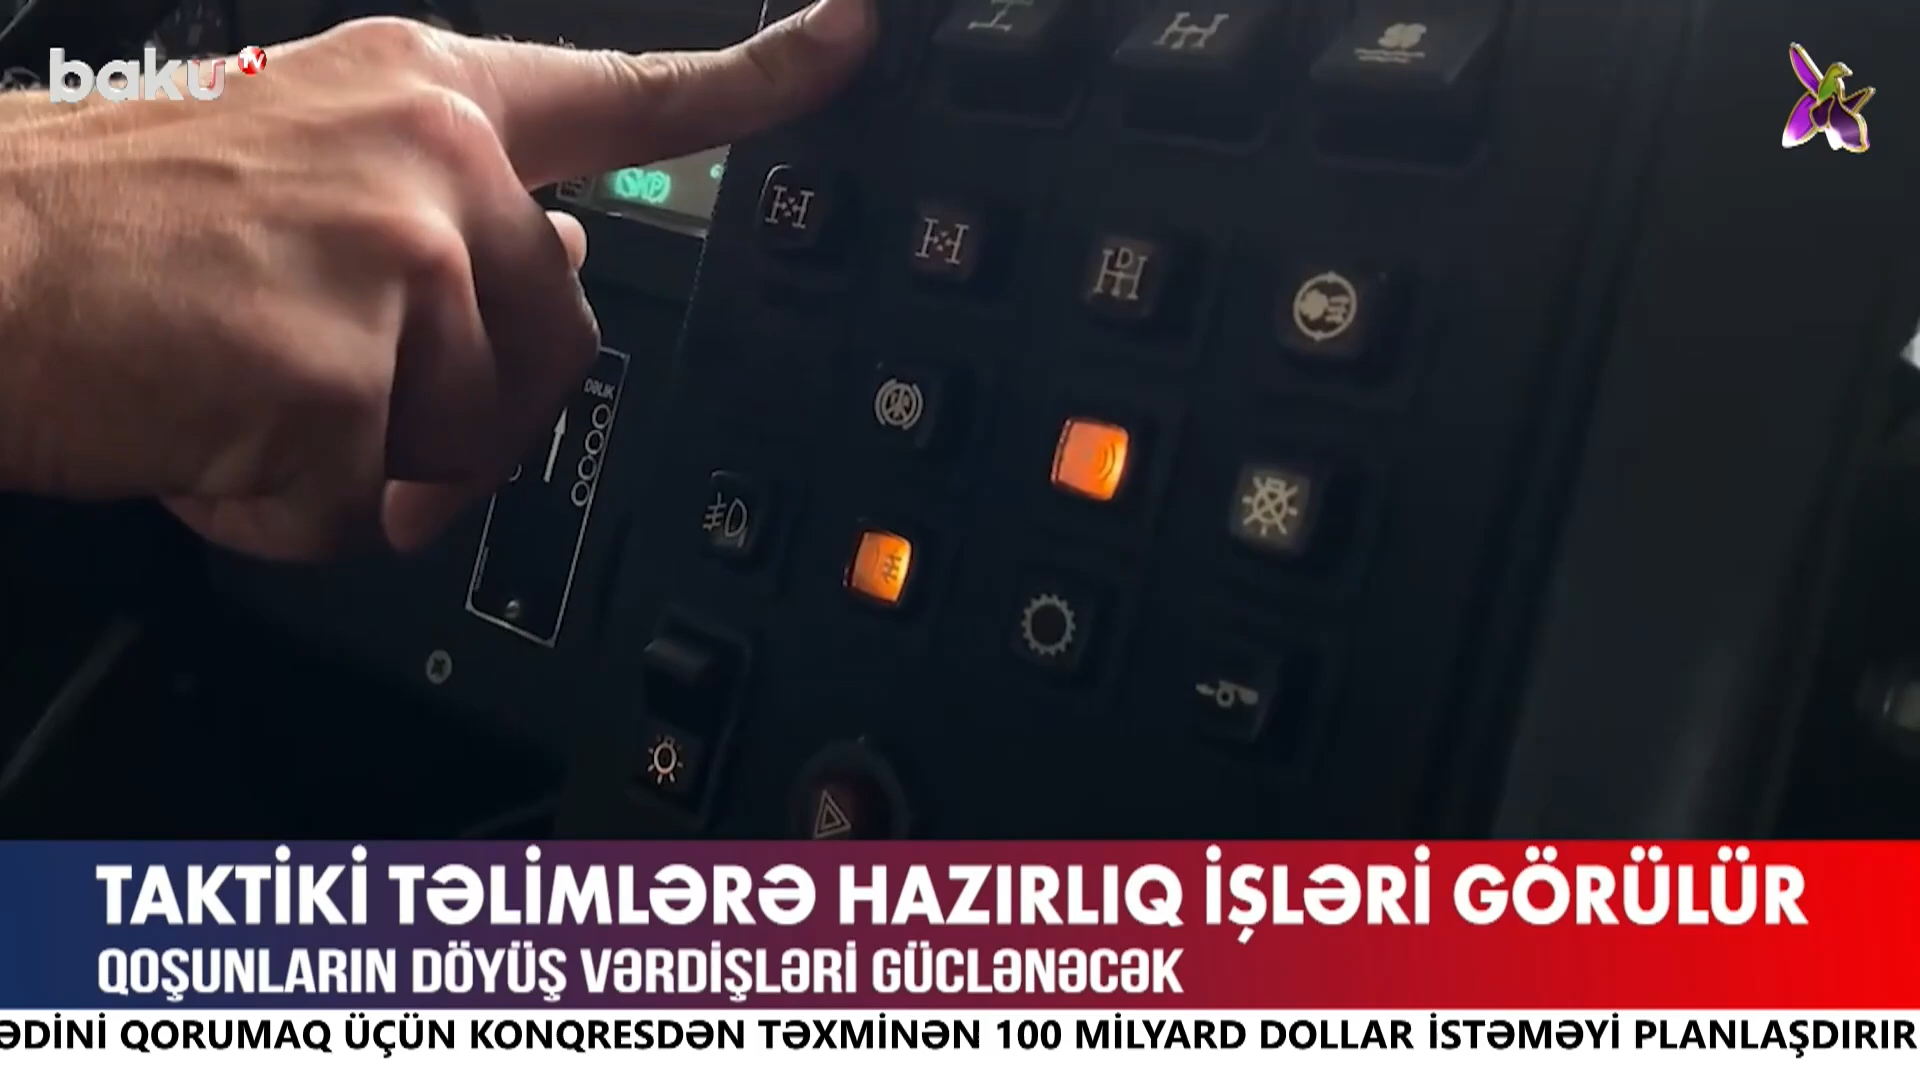 baku TV
DƏLİK
TAKTİKİ TƏLİMLƏRƏ HAZIRLIQ İŞLƏRİ GÖRÜLÜR
QOŞUNLARIN DÖYÜŞ VƏRDİŞLƏRİ GÜCLƏNƏCƏK
ƏDİNİ QORUMAQ ÜÇÜN KONQRESDƏN TƏXMİNƏN 100 MİLYARD DOLLAR İSTƏMƏYİ PLANLAŞDIRIR